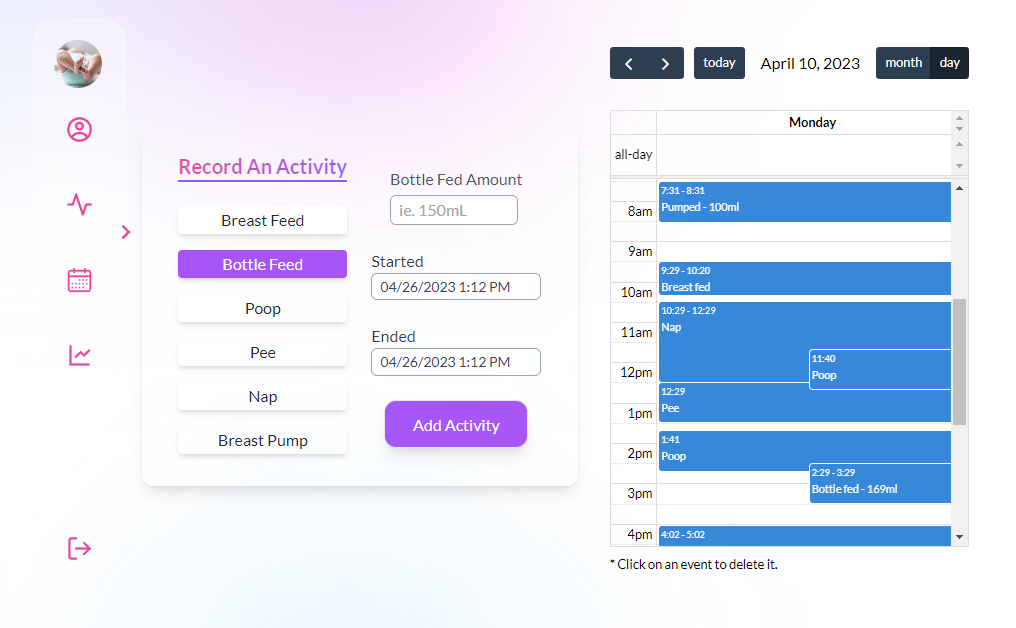 Record An Activity
Breast Feed
Bottle Feed
Poop
Pee
Nap
Breast Pump
Bottle Fed Amount
ie. 150mL
Started
04/26/2023 1:12 PM
Ended
04/26/2023 1:12 PM
Add Activity
today
April 10, 2023
month
day
Monday
all-day
7:31 - 8:31
Pumped - 100ml
8am
9am
9:29 - 10:20
Breast fed
10am
10:29 - 12:29
Nap
11am
11:40
Poop
12pm
12:29
Pee
1pm
1:41
Poop
2pm
2:29 - 3:29
Bottle fed - 169ml
3pm
4pm
4:02 - 5:02
* Click on an event to delete it.